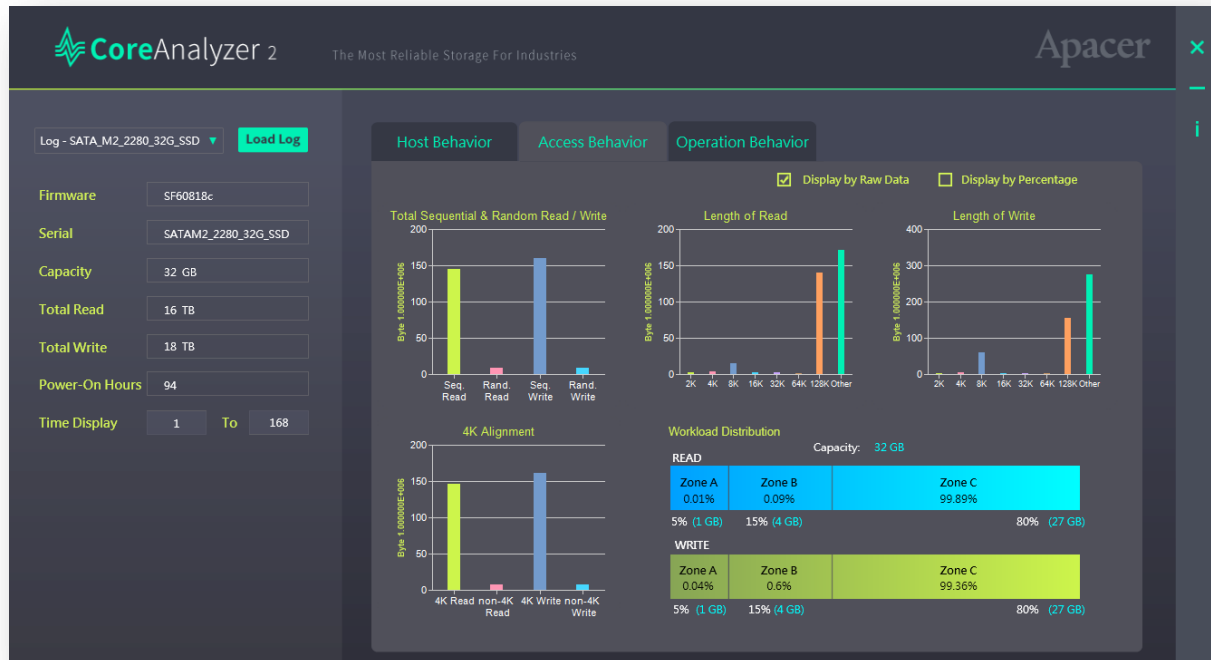 CoreAnalyzer 2
The Most Reliable Storage For Industries
Apacer
Log - SATA_M2_2280_32G_SSD
Load Log
Firmware SF60818c
Serial SATAM2_2280_32G_SSD
Capacity 32 GB
Total Read 16 TB
Total Write 18 TB
Power-On Hours 94
Time Display 1 To 168
Host Behavior Access Behavior Operation Behavior
Display by Raw Data Display by Percentage
Total Sequential & Random Read / Write
200
150
100
50
0
Byte 1.000000E+006
Seq. Read
Rand. Read
Seq. Write
Rand. Write
Length of Read
200
150
100
50
0
Byte 1.000000E+006
2K 4K 8K 16K 32K 64K 128K Other
Length of Write
400
300
200
100
0
Byte 1.000000E+006
2K 4K 8K 16K 32K 64K 128K Other
4K Alignment
200
150
100
50
0
Byte 1.000000E+006
4K Read
non-4K Read
4K Write
non-4K Write
Workload Distribution
Capacity: 32 GB
READ
Zone A Zone B Zone C
0.01% 0.09% 99.89%
5% (1 GB) 15% (4 GB) 80% (27 GB)
WRITE
Zone A Zone B Zone C
0.04% 0.6% 99.36%
5% (1 GB) 15% (4 GB) 80% (27 GB)